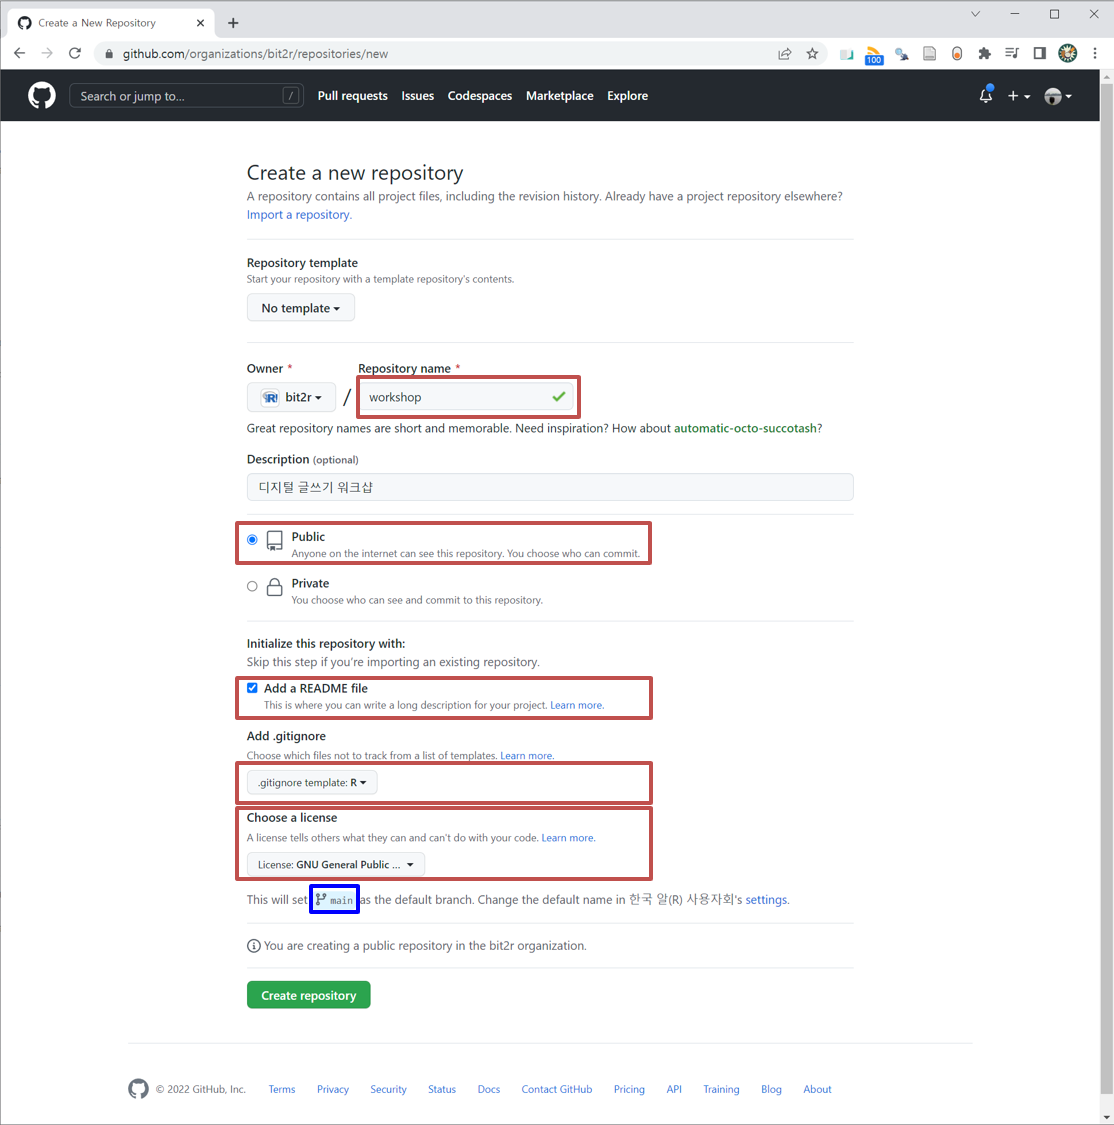 Create a New Repository
github.com/organizations/bit2r/repositories/new
100
Search or jump to... /
Pull requests Issues Codespaces Marketplace Explore
Create a new repository
A repository contains all project files, including the revision history. Already have a project repository elsewhere?
Import a repository.
Repository template
Start your repository with a template repository's contents.
No template
Owner * Repository name *
bit2r / workshop
Great repository names are short and memorable. Need inspiration? How about automatic-octo-succotash?
Description (optional)
디지털 글쓰기 워크샵
Public
Anyone on the internet can see this repository. You choose who can commit.
Private
You choose who can see and commit to this repository.
Initialize this repository with:
Skip this step if you're importing an existing repository.
Add a README file
This is where you can write a long description for your project. Learn more.
Add .gitignore
Choose which files not to track from a list of templates. Learn more.
.gitignore template: R
Choose a license
A license tells others what they can and can't do with your code. Learn more.
License: GNU General Public ...
This will set main as the default branch. Change the default name in 한국 알(R) 사용자회's settings.
You are creating a public repository in the bit2r organization.
Create repository
© 2022 GitHub, Inc. Terms Privacy Security Status Docs Contact GitHub Pricing API Training Blog About